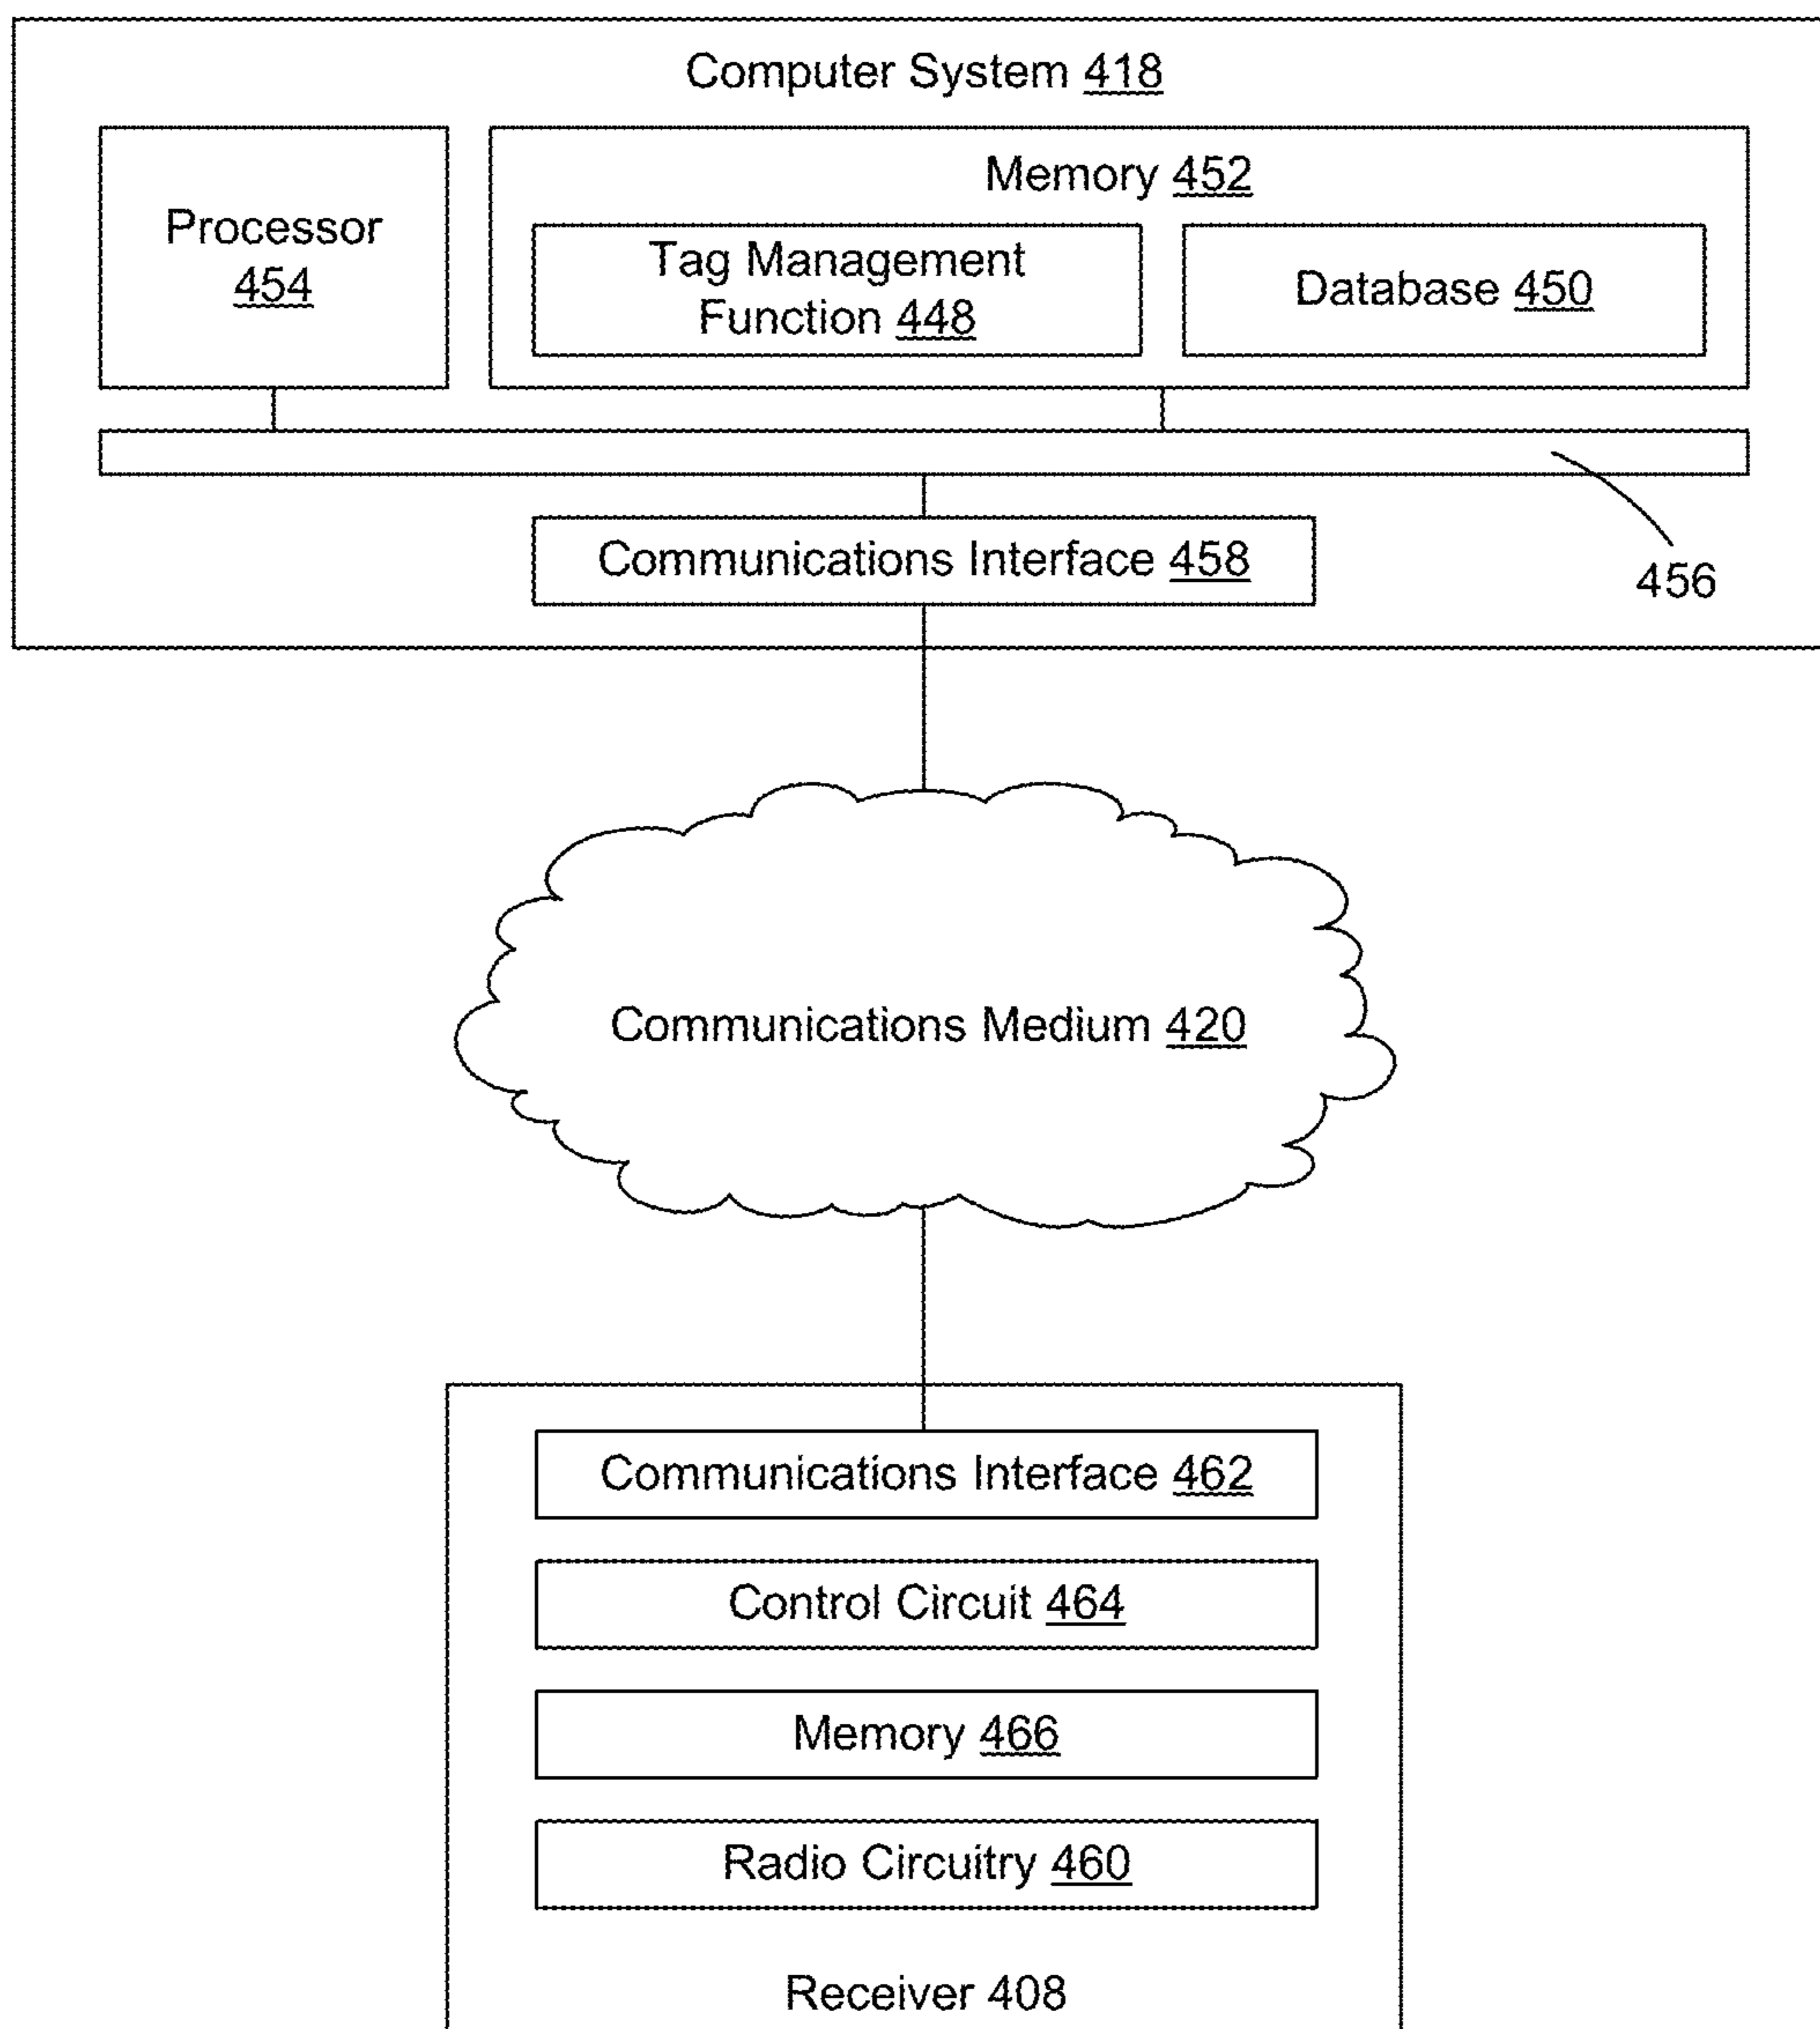 Computer System 418
Processor
454
Memory 452
Tag Management
Function 448
Database 450
Communications Interface 458
456
Communications Medium 420
Communications Interface 462
Control Circuit 464
Memory 466
Radio Circuitry 460
Receiver 408